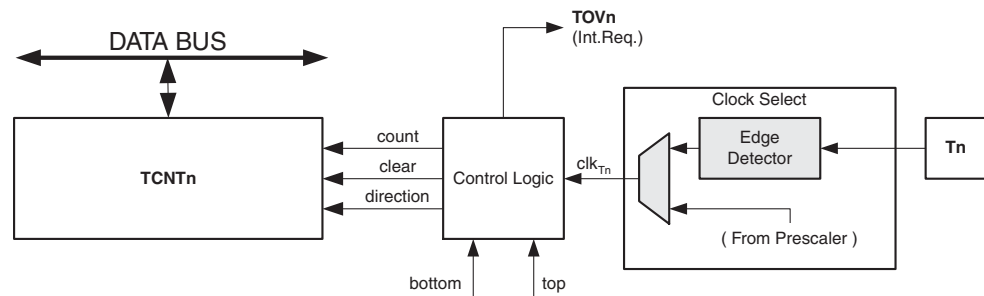 TOVn
(Int.Req.)
DATA BUS
Clock Select
count
Edge
Detector
Tn
TCNTn
clear
Control Logic
clkTn
direction
( From Prescaler )
bottom
top